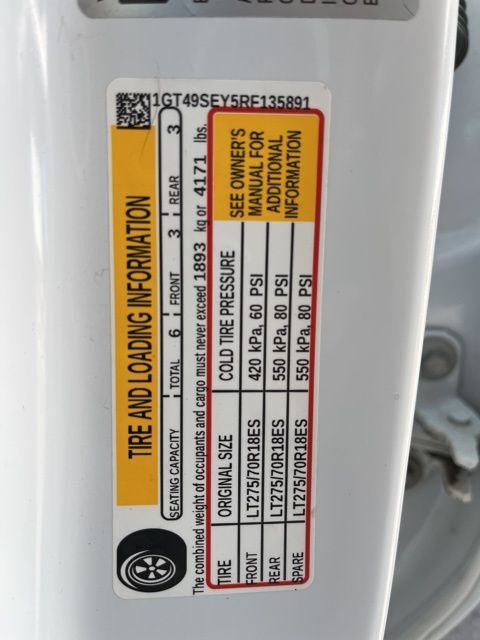 1GT49SEY5RF135891
TIRE AND LOADING INFORMATION
SEATING CAPACITY TOTAL 6 FRONT 3 REAR 3
The combined weight of occupants and cargo must never exceed 1893 kg or 4171 lbs.
TIRE ORIGINAL SIZE COLD TIRE PRESSURE SEE OWNER'S
FRONT LT275/70R18ES 420 kPa, 60 PSI MANUAL FOR
REAR LT275/70R18ES 550 kPa, 80 PSI ADDITIONAL
SPARE LT275/70R18ES 550 kPa, 80 PSI INFORMATION